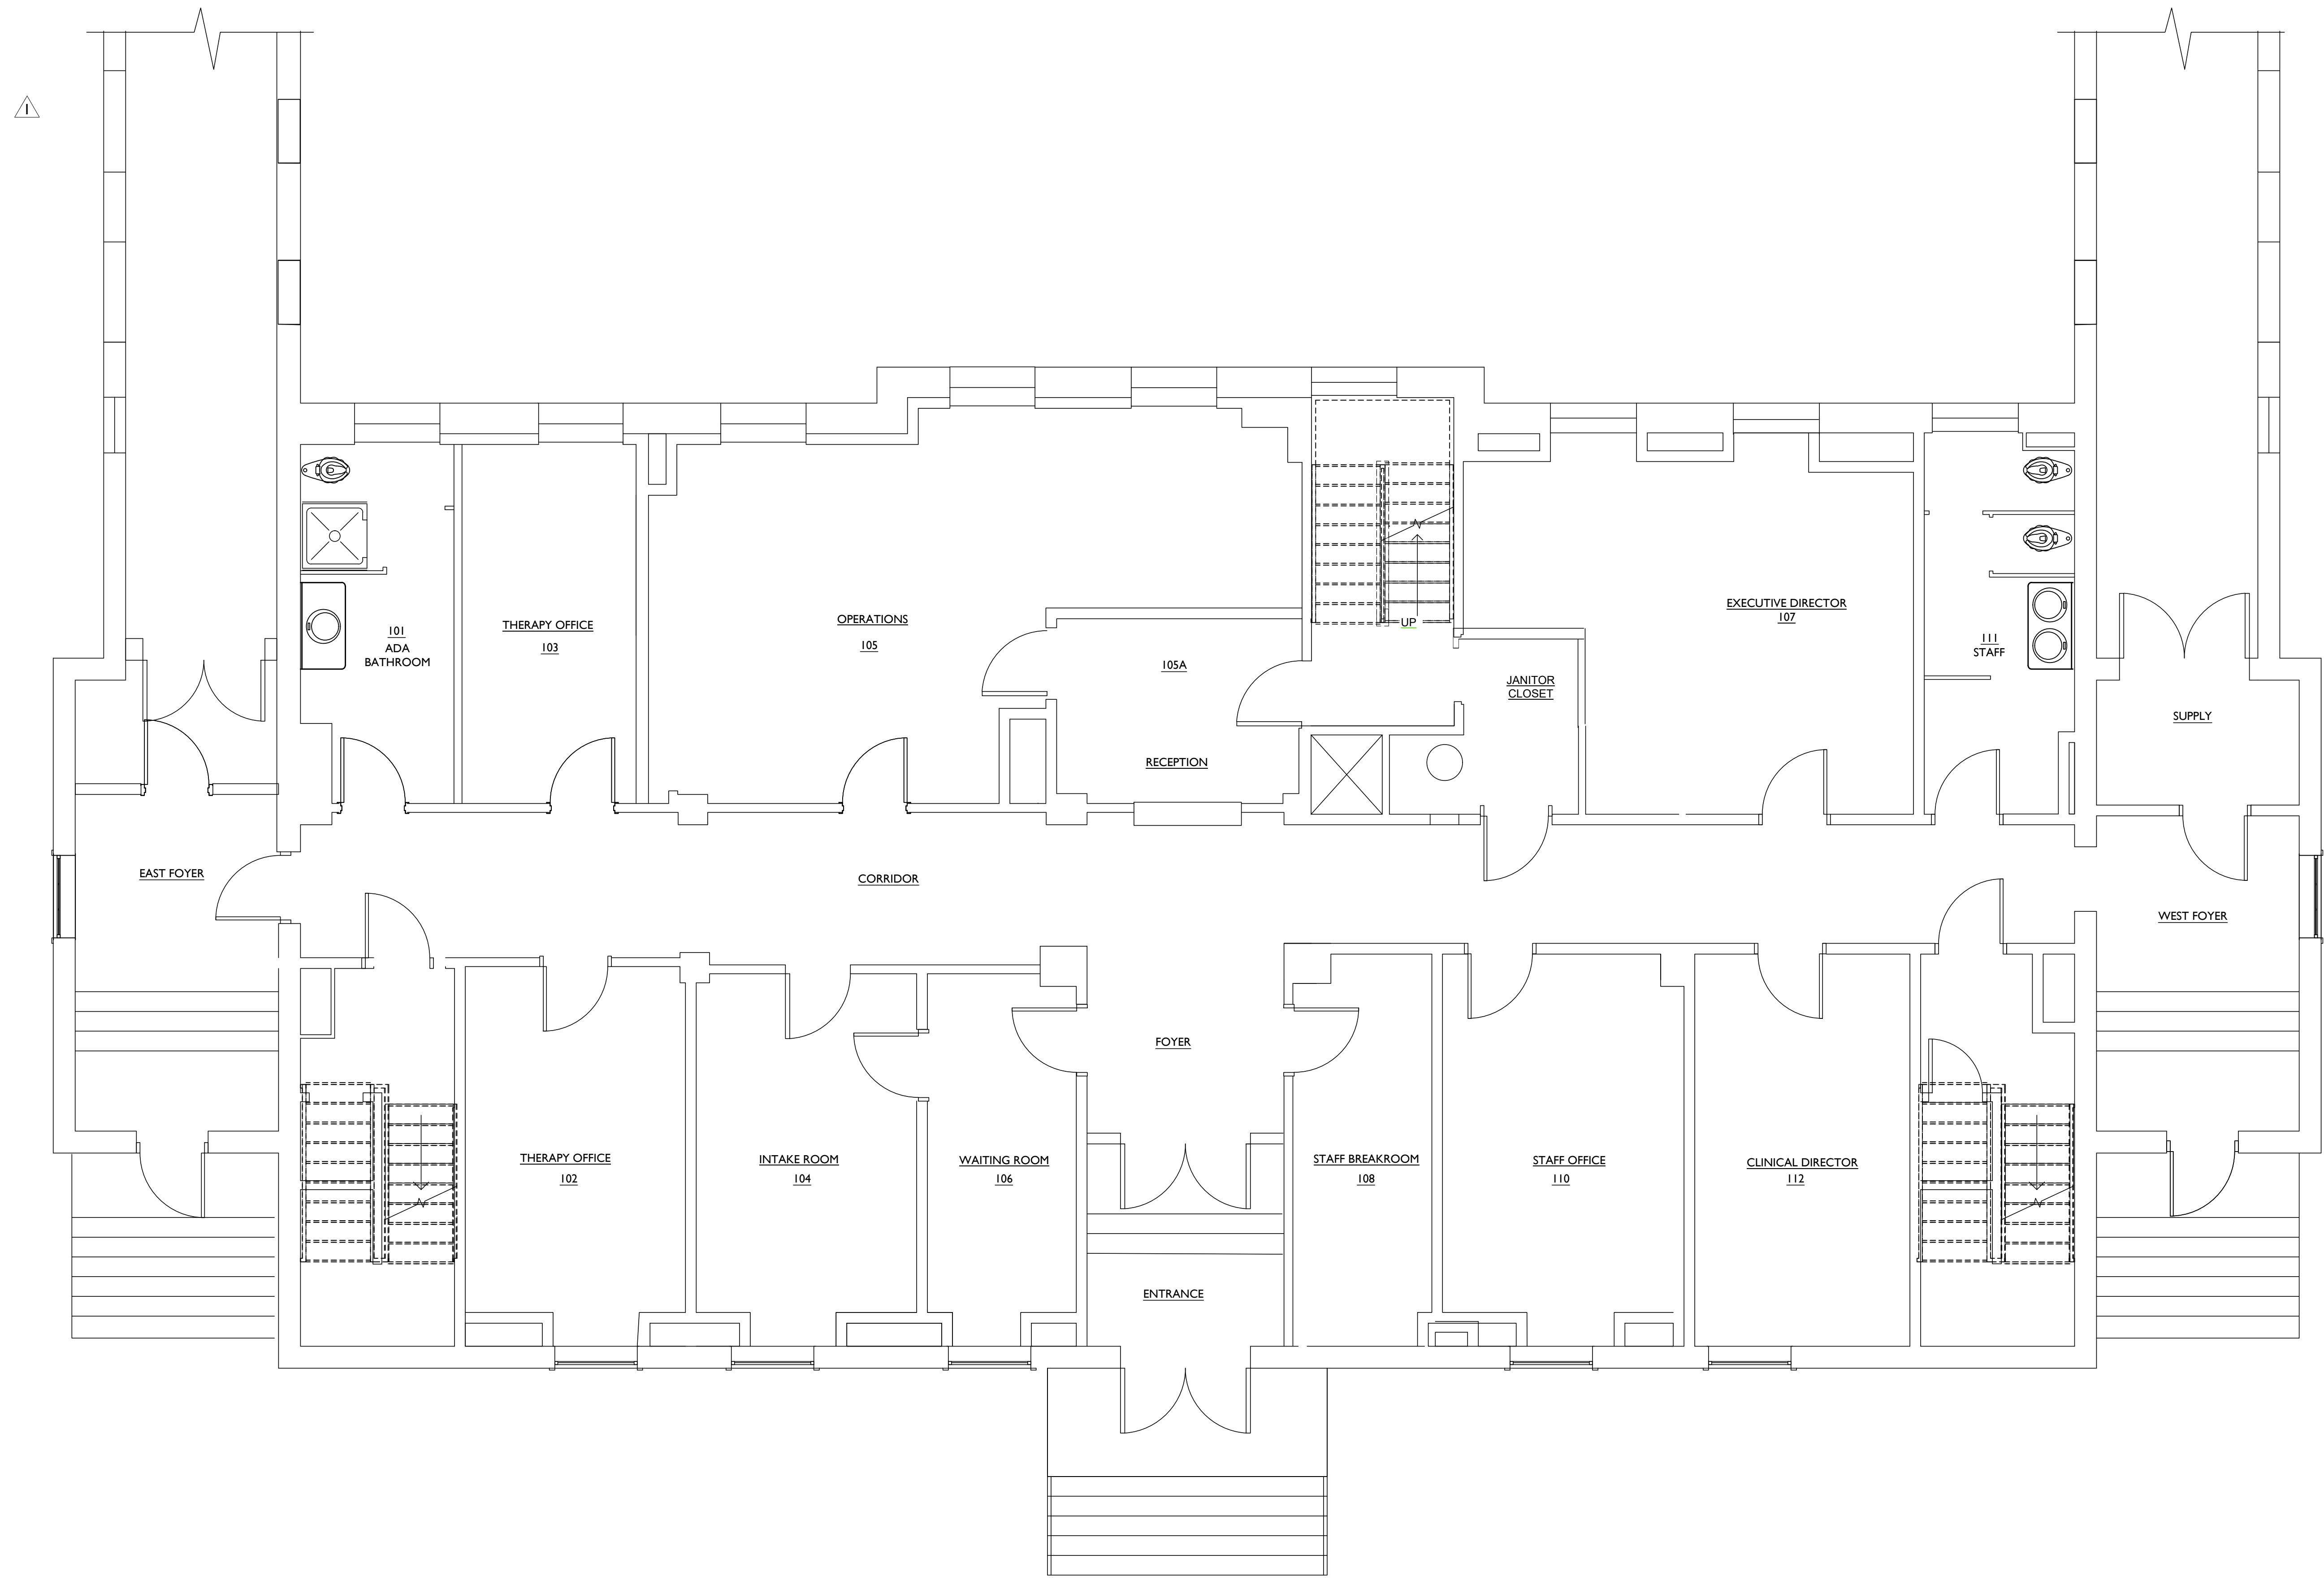 1
UP
THERAPY OFFICE
103
OPERATIONS
105
101
ADA
BATHROOM
105A
RECEPTION
JANITOR
CLOSET
EXECUTIVE DIRECTOR
107
111
STAFF
SUPPLY
EAST FOYER
CORRIDOR
WEST FOYER
FOYER
THERAPY OFFICE
102
INTAKE ROOM
104
WAITING ROOM
106
STAFF BREAKROOM
108
STAFF OFFICE
110
CLINICAL DIRECTOR
112
ENTRANCE